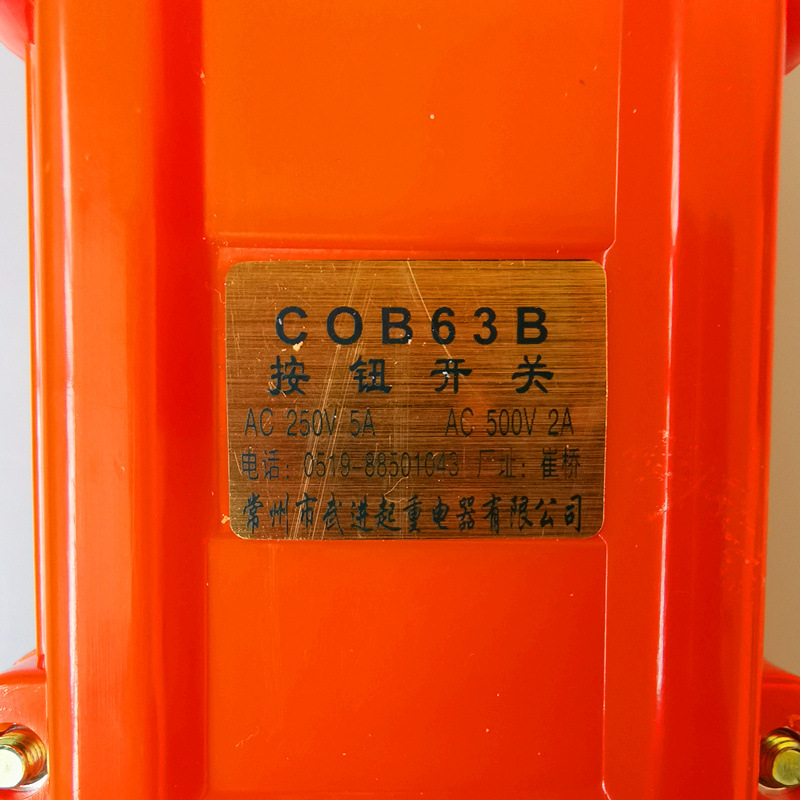 COB63B
按钮开关
AC 250V 5A AC 500V 2A
电话：0519-88501643 厂址：崔桥
常州市武进起重电器有限公司